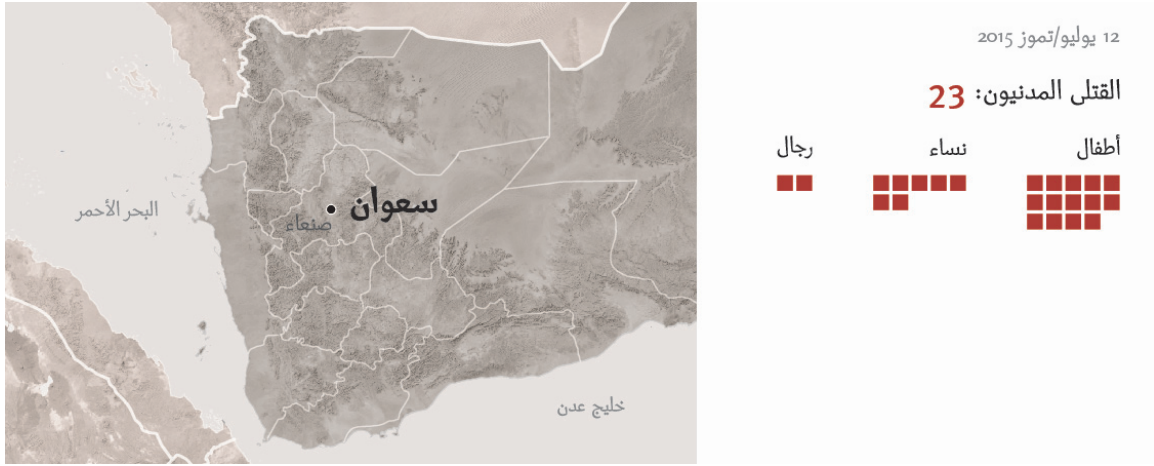 12 يوليو/تموز 2015
القتلى المدنيون: 23
أطفال
نساء
رجال
سعوان
صنعاء
البحر الأحمر
خليج عدن